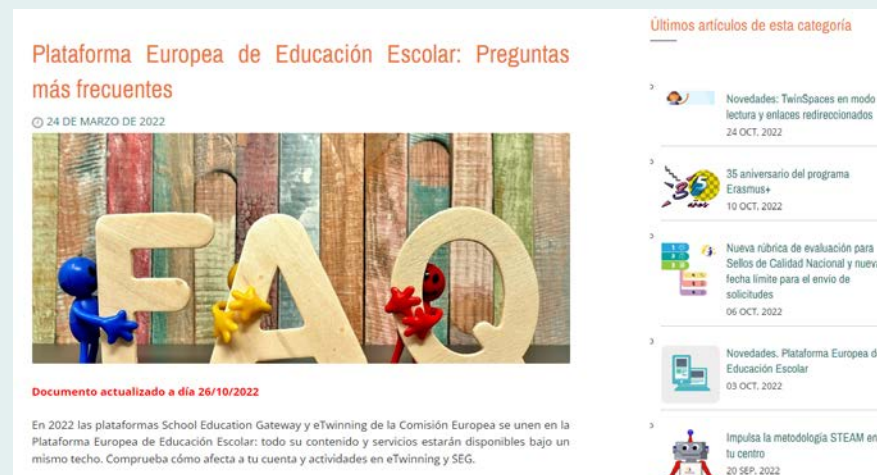 Plataforma Europea de Educación Escolar: Preguntas
más frecuentes
24 DE MARZO DE 2022
FAQ
Documento actualizado a día 26/10/2022
En 2022 las plataformas School Education Gateway y eTwinning de la Comisión Europea se unen en la
Plataforma Europea de Educación Escolar: todo su contenido y servicios estarán disponibles bajo un
mismo techo. Comprueba cómo afecta a tu cuenta y actividades en eTwinning y SEG.
Últimos artículos de esta categoría
Novedades: TwinSpaces en modo
lectura y enlaces redireccionados
24 OCT, 2022
35 años
35 aniversario del programa
Erasmus+
10 OCT, 2022
Nueva rúbrica de evaluación para
Sellos de Calidad Nacional y nueva
fecha límite para el envío de
solicitudes
06 OCT, 2022
Novedades. Plataforma Europea d
Educación Escolar
03 OCT, 2022
Impulsa la metodología STEAM en
tu centro
20 SEP, 2022